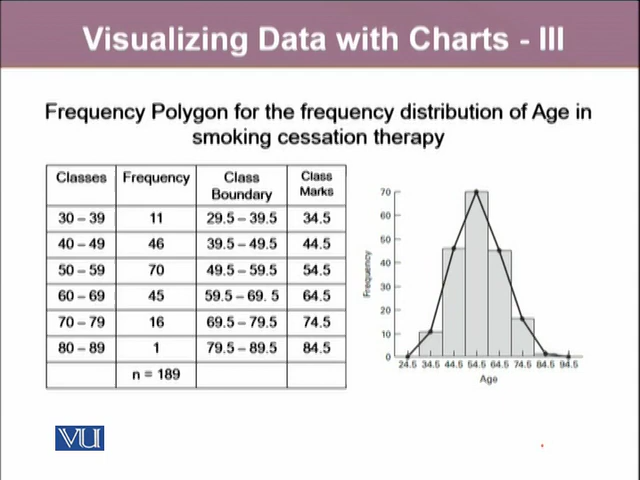 Visualizing Data with Charts - III
Frequency Polygon for the frequency distribution of Age in
smoking cessation therapy
Classes Frequency Class Boundary Class Marks
30 – 39 11 29.5 – 39.5 34.5
40 – 49 46 39.5 – 49.5 44.5
50 – 59 70 49.5 – 59.5 54.5
60 – 69 45 59.5 – 69. 5 64.5
70 – 79 16 69.5 – 79.5 74.5
80 – 89 1 79.5 – 89.5 84.5
n = 189
Frequency
70
60
50
40
30
20
10
0
24.5 34.5 44.5 54.5 64.5 74.5 84.5 94.5
Age
VU